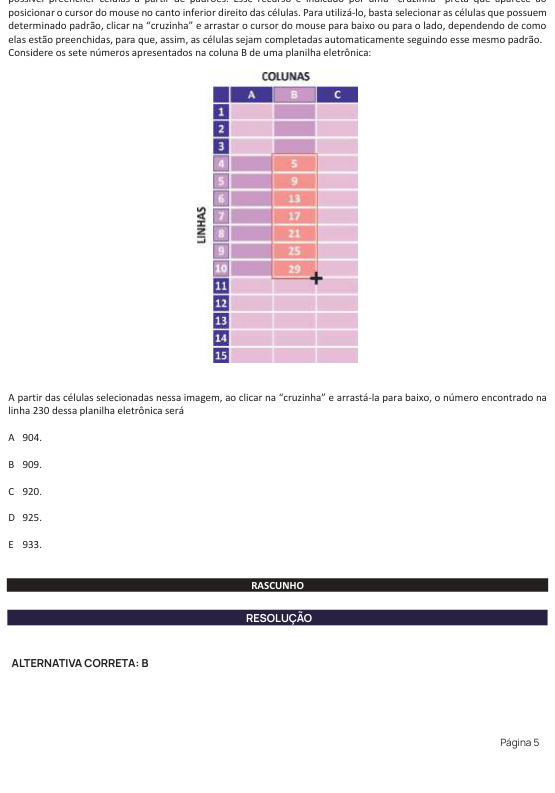 possível preencher células a partir de padrões. Esse recurso é indicado por uma "cruzinha" preta que aparece ao
posicionar o cursor do mouse no canto inferior direito das células. Para utilizá-lo, basta selecionar as células que possuem
determinado padrão, clicar na "cruzinha" e arrastar o cursor do mouse para baixo ou para o lado, dependendo de como
elas estão preenchidas, para que, assim, as células sejam completadas automaticamente seguindo esse mesmo padrão.
Considere os sete números apresentados na coluna B de uma planilha eletrônica:
COLUNAS
A B C
LINHAS
1
2
3
4 5
5 9
6 13
7 17
8 21
9 25
10 29
11
12
13
14
15
A partir das células selecionadas nessa imagem, ao clicar na "cruzinha" e arrastá-la para baixo, o número encontrado na
linha 230 dessa planilha eletrônica será
A 904.
B 909.
C 920.
D 925.
E 933.
RASCUNHO
RESOLUÇÃO
ALTERNATIVA CORRETA: B
Página 5